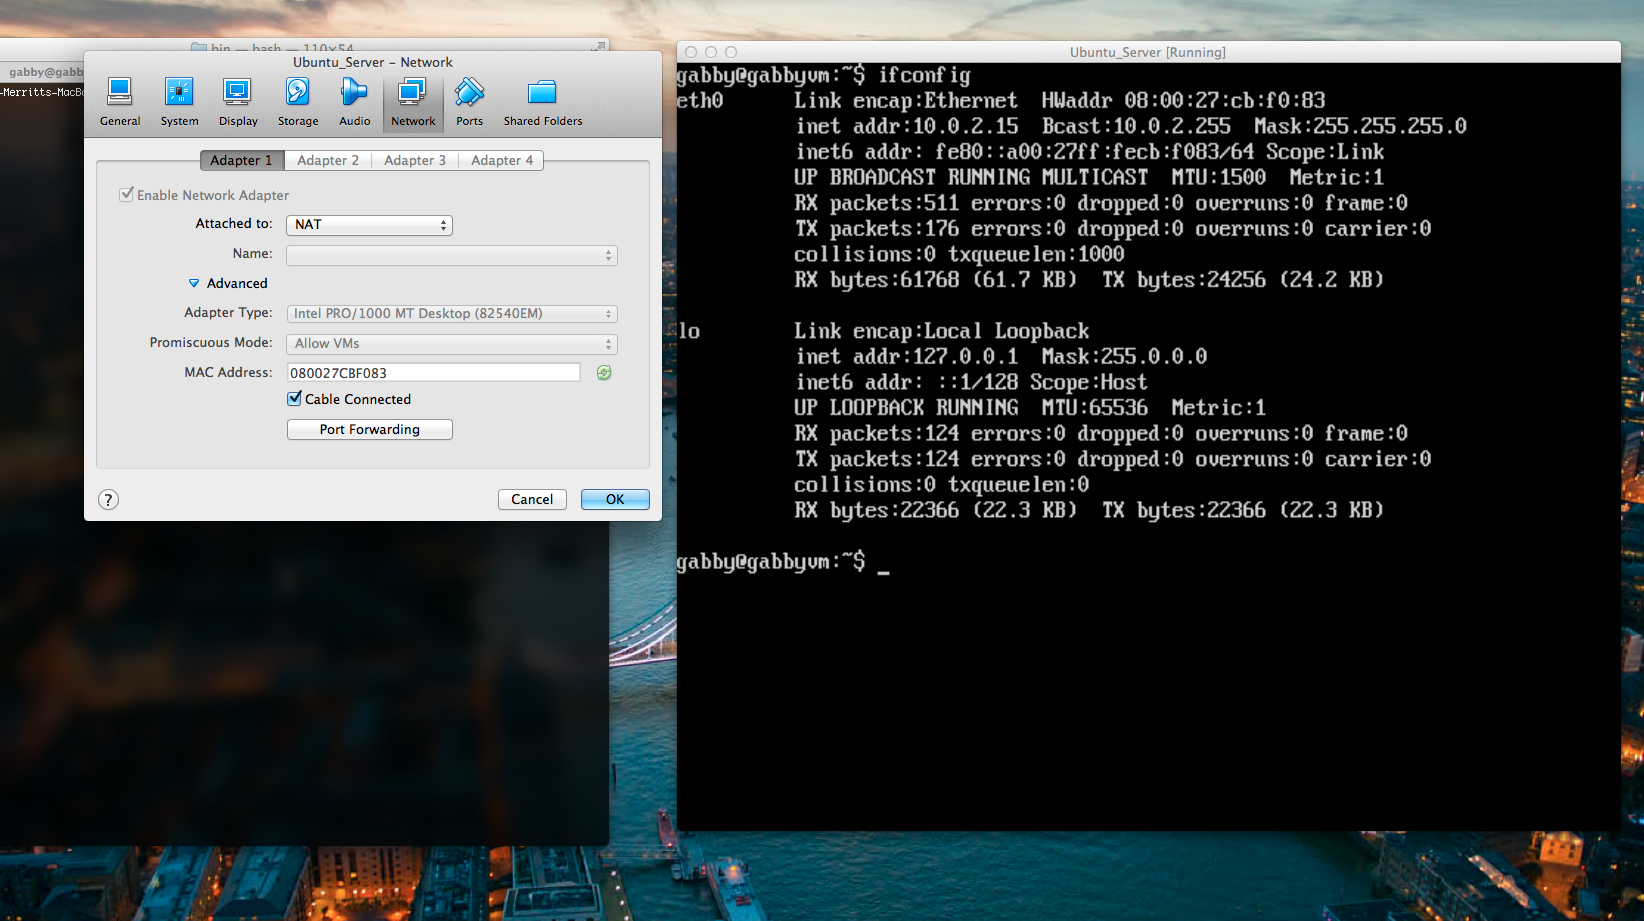 bin — bash — 110×54
gabby@gabb
-Merritts-MacBo
Ubuntu_Server – Network
General System Display Storage Audio Network Ports Shared Folders
Adapter 1 Adapter 2 Adapter 3 Adapter 4
Enable Network Adapter
Attached to: NAT
Name:
Advanced
Adapter Type: Intel PRO/1000 MT Desktop (82540EM)
Promiscuous Mode: Allow VMs
MAC Address: 080027CBF083
Cable Connected
Port Forwarding
? Cancel OK
Ubuntu_Server [Running]
gabby@gabbyvm:~$ ifconfig
eth0 Link encap:Ethernet HWaddr 08:00:27:cb:f0:83
inet addr:10.0.2.15 Bcast:10.0.2.255 Mask:255.255.255.0
inet6 addr: fe80::a00:27ff:fecb:f083/64 Scope:Link
UP BROADCAST RUNNING MULTICAST MTU:1500 Metric:1
RX packets:511 errors:0 dropped:0 overruns:0 frame:0
TX packets:176 errors:0 dropped:0 overruns:0 carrier:0
collisions:0 txqueuelen:1000
RX bytes:61768 (61.7 KB) TX bytes:24256 (24.2 KB)
lo Link encap:Local Loopback
inet addr:127.0.0.1 Mask:255.0.0.0
inet6 addr: ::1/128 Scope:Host
UP LOOPBACK RUNNING MTU:65536 Metric:1
RX packets:124 errors:0 dropped:0 overruns:0 frame:0
TX packets:124 errors:0 dropped:0 overruns:0 carrier:0
collisions:0 txqueuelen:0
RX bytes:22366 (22.3 KB) TX bytes:22366 (22.3 KB)
gabby@gabbyvm:~$ _